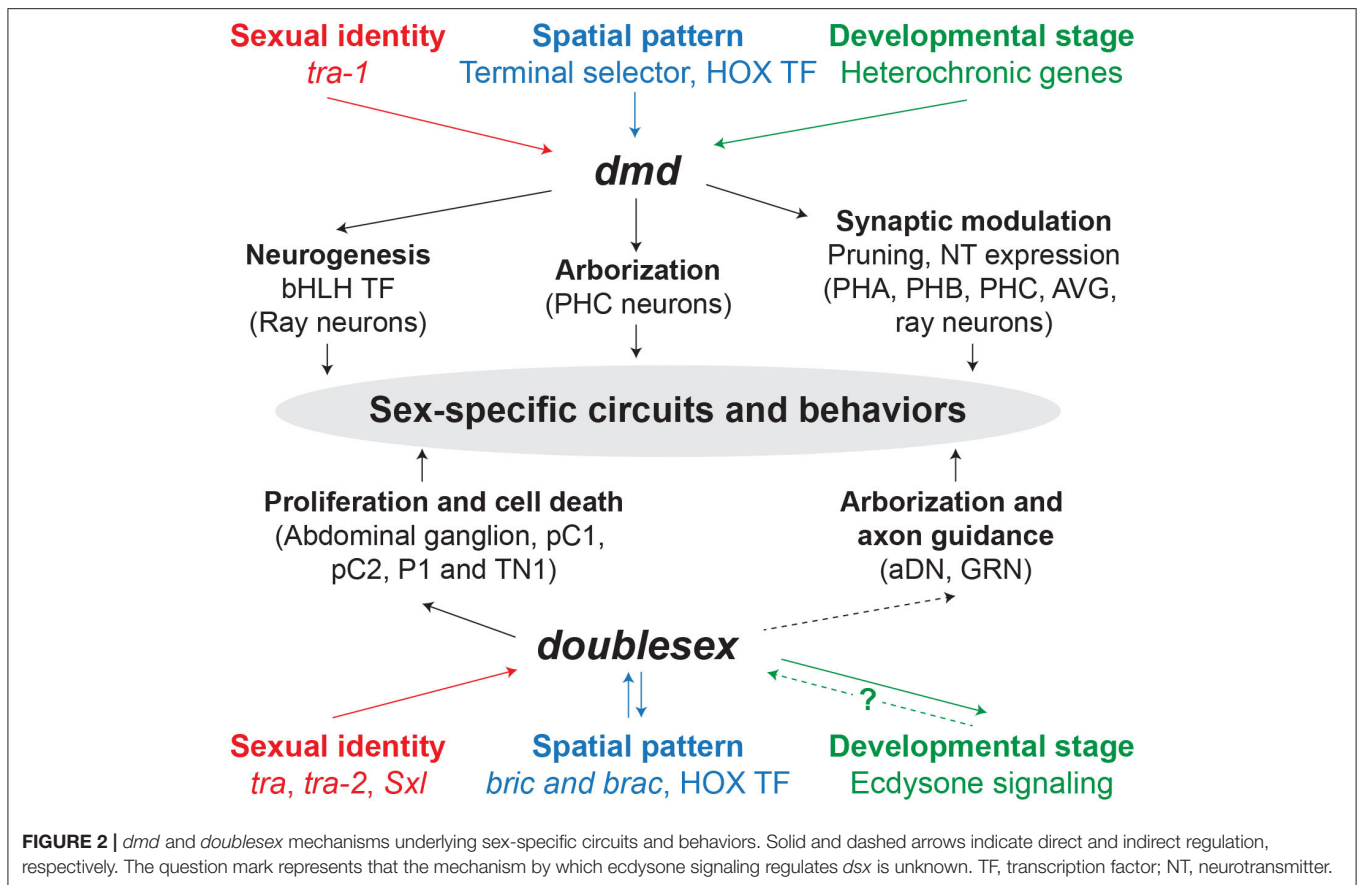 Sexual identity
tra-1
Spatial pattern
Terminal selector, HOX TF
Developmental stage
Heterochronic genes
dmd
Neurogenesis
bHLH TF
(Ray neurons)
Arborization
(PHC neurons)
Synaptic modulation
Pruning, NT expression
(PHA, PHB, PHC, AVG,
ray neurons)
Sex-specific circuits and behaviors
Proliferation and cell death
(Abdominal ganglion, pC1,
pC2, P1 and TN1)
Arborization and
axon guidance
(aDN, GRN)
doublesex
?
Sexual identity
tra, tra-2, Sxl
Spatial pattern
bric and brac, HOX TF
Developmental stage
Ecdysone signaling
FIGURE 2 | dmd and doublesex mechanisms underlying sex-specific circuits and behaviors. Solid and dashed arrows indicate direct and indirect regulation,
respectively. The question mark represents that the mechanism by which ecdysone signaling regulates dsx is unknown. TF, transcription factor; NT, neurotransmitter.